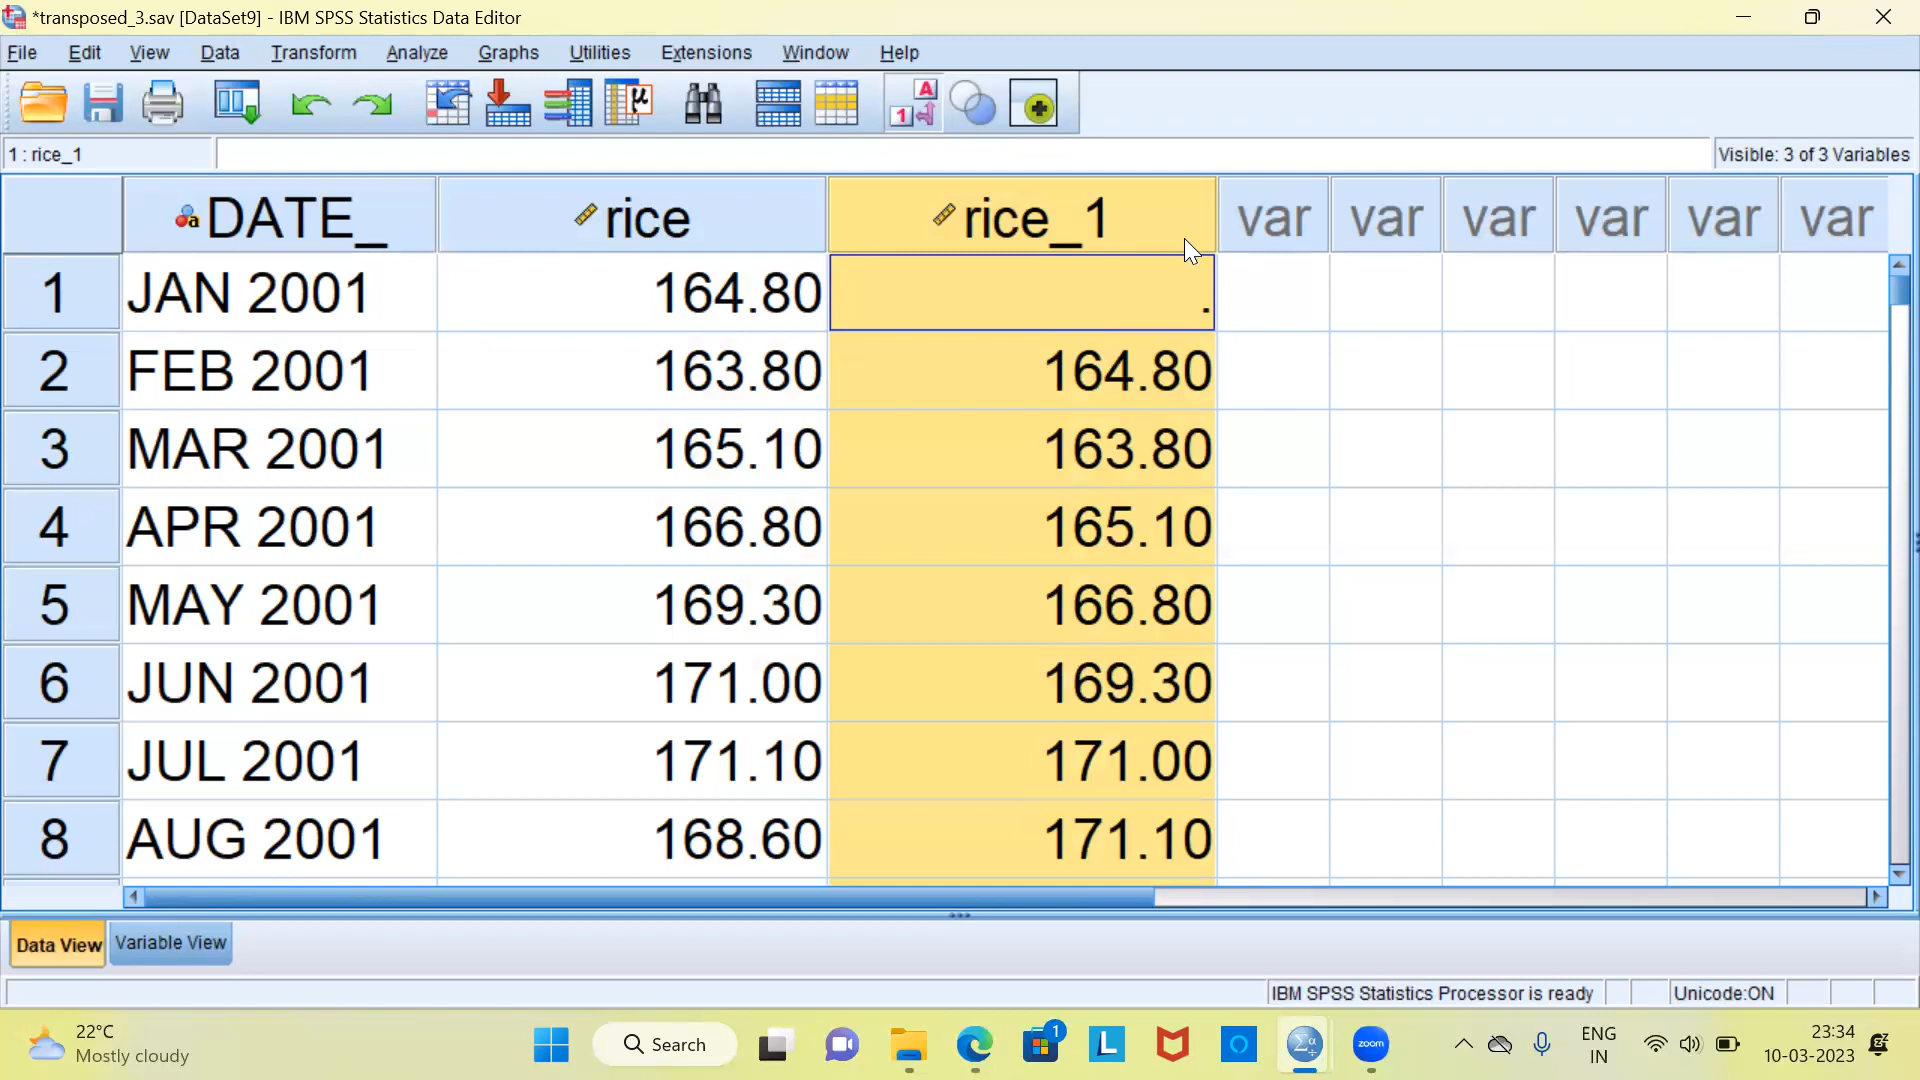 *transposed_3.sav [DataSet9] - IBM SPSS Statistics Data Editor
File Edit View Data Transform Analyze Graphs Utilities Extensions Window Help
1 : rice_1
Visible: 3 of 3 Variables
DATE_ rice rice_1 var var var var var var
1 JAN 2001 164.80 .
2 FEB 2001 163.80 164.80
3 MAR 2001 165.10 163.80
4 APR 2001 166.80 165.10
5 MAY 2001 169.30 166.80
6 JUN 2001 171.00 169.30
7 JUL 2001 171.10 171.00
8 AUG 2001 168.60 171.10
Data View Variable View
IBM SPSS Statistics Processor is ready Unicode:ON
22°C
Mostly cloudy
Search
1
L
zoom
ENG
IN
23:34
10-03-2023